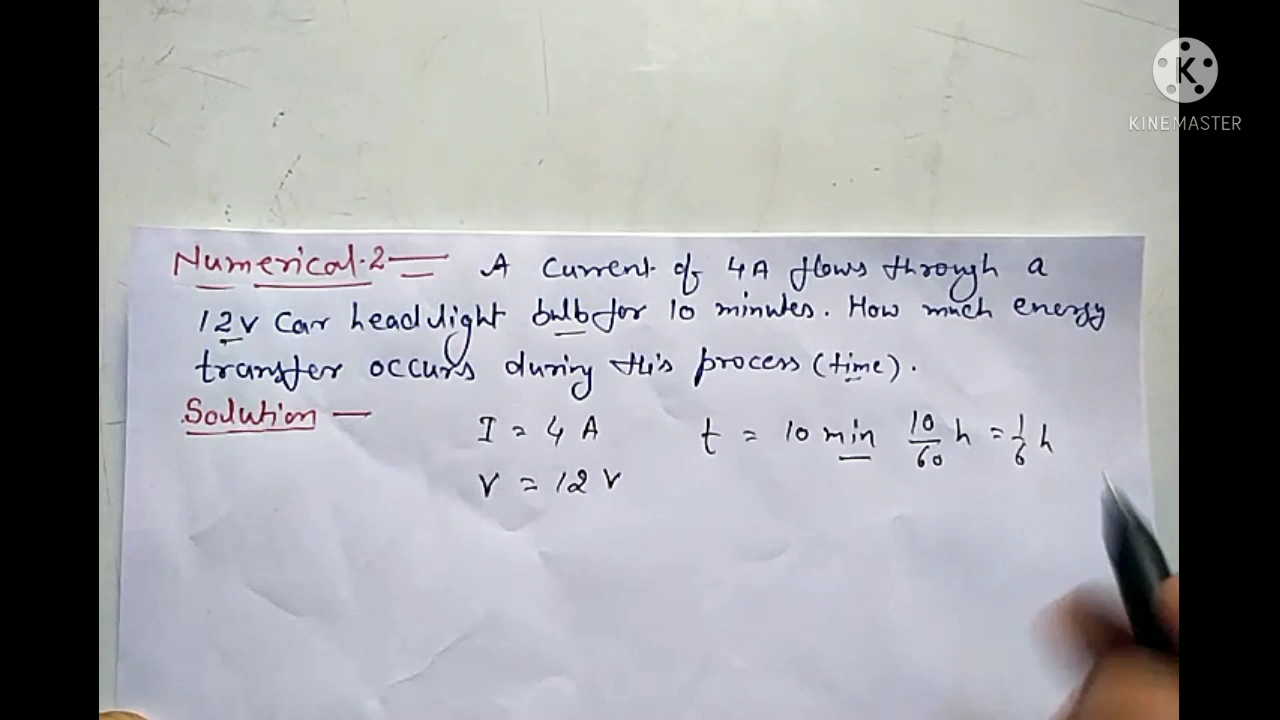 KINEMASTER
Numerical.2— A current of 4A flows through a
12V Car headlight bulb for 10 minutes. How much energy
transfer occurs during this process (time).
Solution —
I = 4 A t = 10 min 10/60 h = 1/6 h
V = 12 V